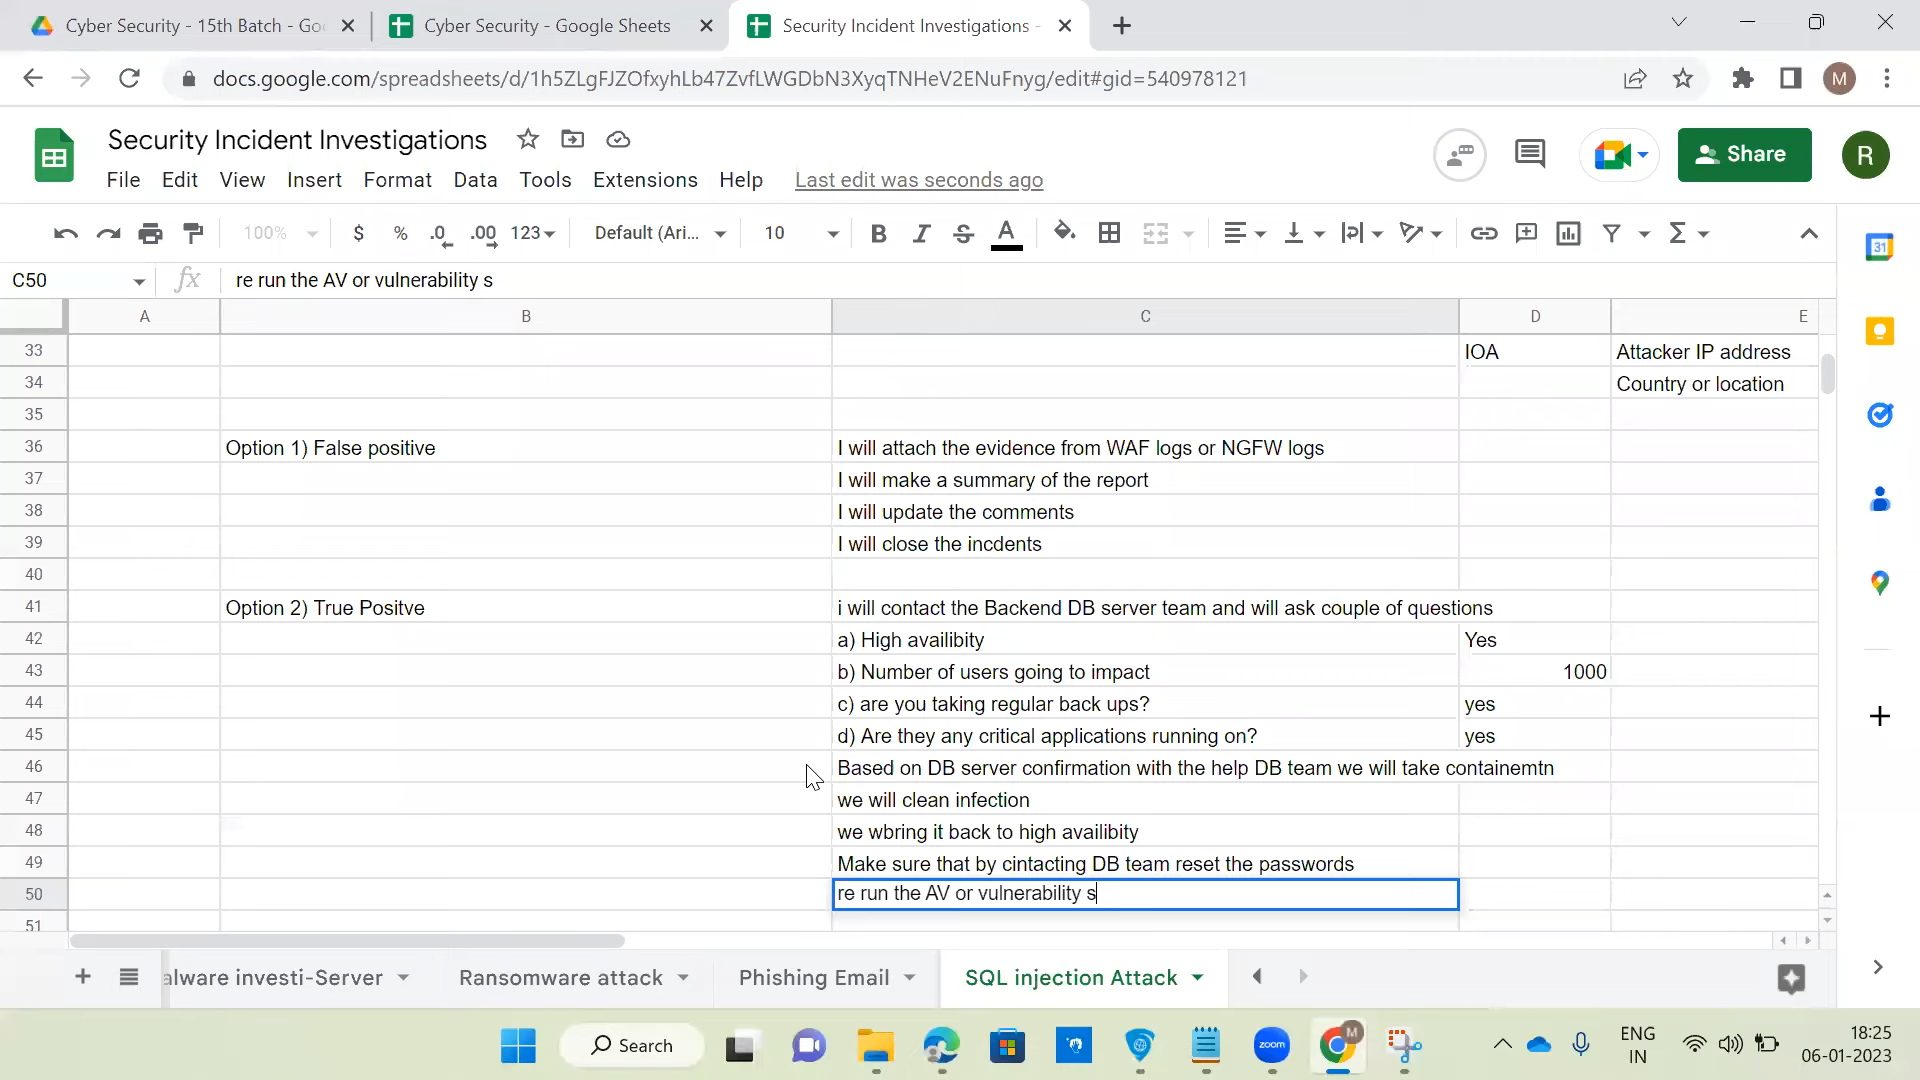 Cyber Security - 15th Batch - Go
Cyber Security - Google Sheets
Security Incident Investigations -
docs.google.com/spreadsheets/d/1h5ZLgFJZOfxyhLb47ZvfLWGDbN3XyqTNHeV2ENuFnyg/edit#gid=540978121
M
Security Incident Investigations
Share
R
File Edit View Insert Format Data Tools Extensions Help Last edit was seconds ago
100% $ % .0 .00 123 Default (Ari... 10 B I S A
31
C50 fx re run the AV or vulnerability s
A B C D E
33 IOA Attacker IP address
34 Country or location
35
36 Option 1) False positive I will attach the evidence from WAF logs or NGFW logs
37 I will make a summary of the report
38 I will update the comments
39 I will close the incdents
40
41 Option 2) True Positve i will contact the Backend DB server team and will ask couple of questions
42 a) High availibity Yes
43 b) Number of users going to impact 1000
44 c) are you taking regular back ups? yes
45 d) Are they any critical applications running on? yes
46 Based on DB server confirmation with the help DB team we will take containemtn
47 we will clean infection
48 we wbring it back to high availibity
49 Make sure that by cintacting DB team reset the passwords
50 re run the AV or vulnerability s
51
alware investi-Server Ransomware attack Phishing Email SQL injection Attack
Search
zoom
M
ENG
IN
18:25
06-01-2023